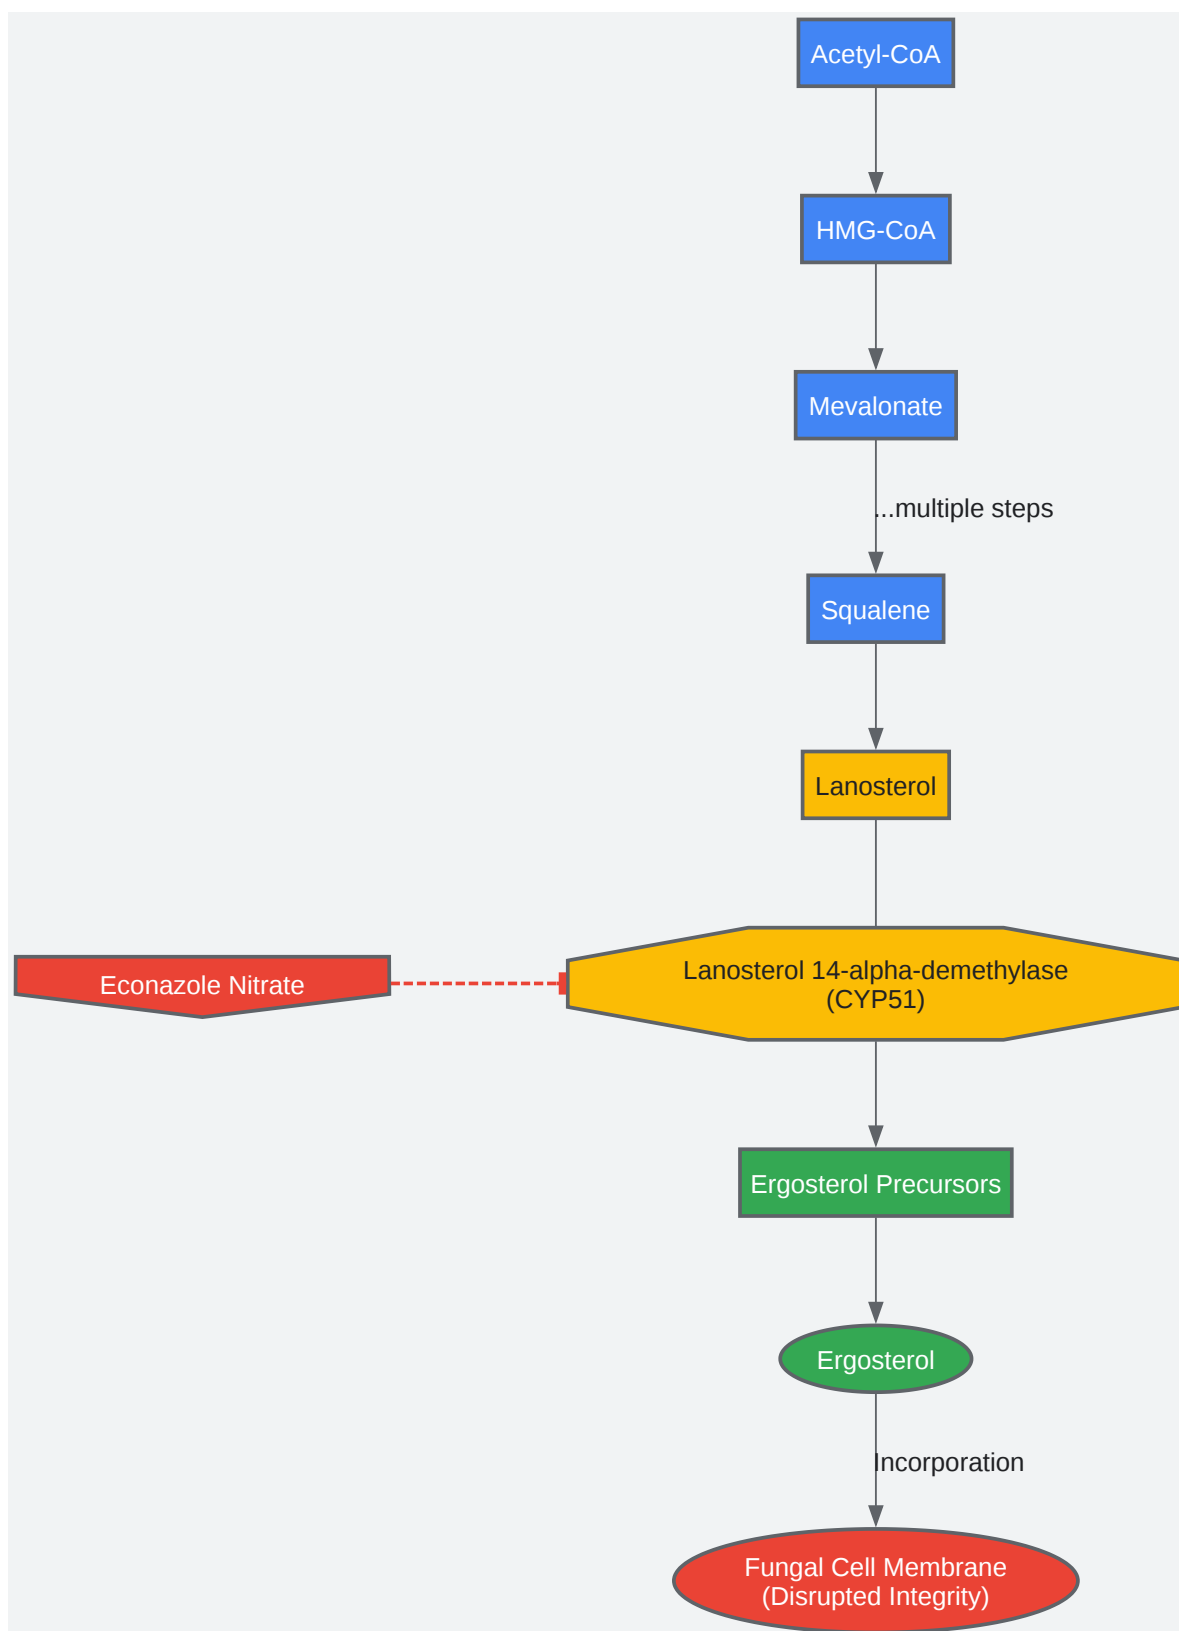 Acetyl-CoA
HMG-CoA
Mevalonate
...multiple steps
Squalene
Lanosterol
Econazole Nitrate
Lanosterol 14-alpha-demethylase
(CYP51)
Ergosterol Precursors
Ergosterol
Incorporation
Fungal Cell Membrane
(Disrupted Integrity)